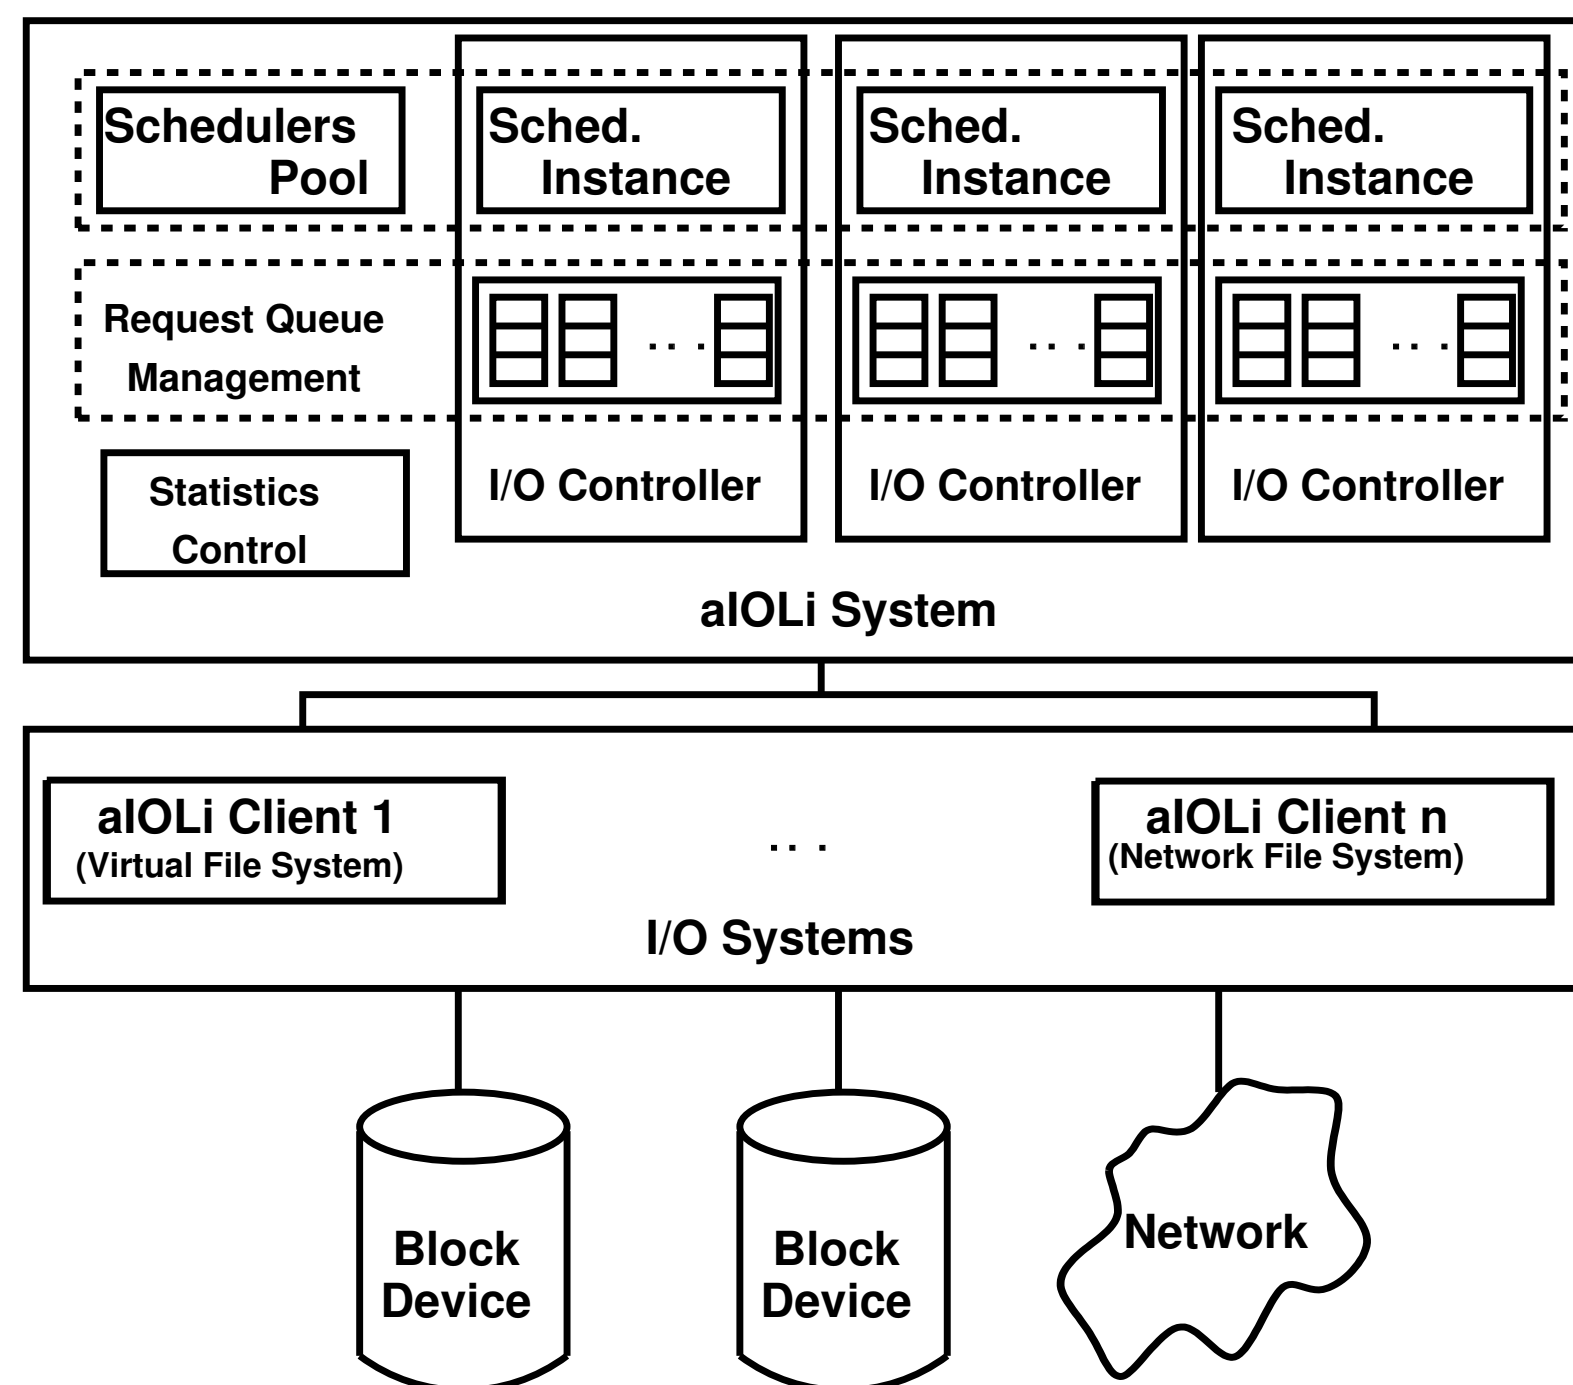 Schedulers
Pool
Sched.
Instance
Sched.
Instance
Sched.
Instance
Request Queue
Management
. . .
. . .
. . .
Statistics
Control
I/O Controller
I/O Controller
I/O Controller
aIOLi System
aIOLi Client 1
(Virtual File System)
. . .
aIOLi Client n
(Network File System)
I/O Systems
Block
Device
Block
Device
Network